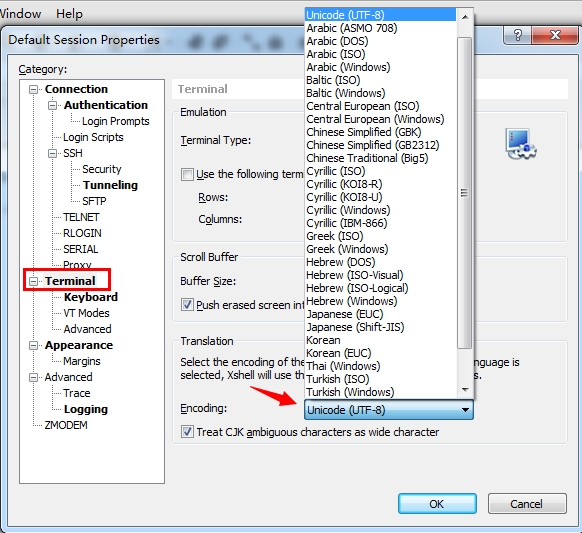 Window Help
Default Session Properties
Category:
Connection
Authentication
Login Prompts
Login Scripts
SSH
Security
Tunneling
SFTP
TELNET
RLOGIN
SERIAL
Proxy
Terminal
Keyboard
VT Modes
Advanced
Appearance
Margins
Advanced
Trace
Logging
ZMODEM
Terminal
Emulation
Terminal Type:
Use the following term
Rows:
Columns:
Scroll Buffer
Buffer Size:
Push erased screen int
Translation
Select the encoding of the
anguage is
selected, Xshell will use th
s.
Encoding:
Unicode (UTF-8)
Treat CJK ambiguous characters as wide character
Unicode (UTF-8)
Arabic (ASMO 708)
Arabic (DOS)
Arabic (ISO)
Arabic (Windows)
Baltic (ISO)
Baltic (Windows)
Central European (ISO)
Central European (Windows)
Chinese Simplified (GBK)
Chinese Simplified (GB2312)
Chinese Traditional (Big5)
Cyrillic (ISO)
Cyrillic (KOI8-R)
Cyrillic (KOI8-U)
Cyrillic (Windows)
Cyrillic (IBM-866)
Greek (ISO)
Greek (Windows)
Hebrew (DOS)
Hebrew (ISO-Visual)
Hebrew (ISO-Logical)
Hebrew (Windows)
Japanese (EUC)
Japanese (Shift-JIS)
Korean
Korean (EUC)
Thai (Windows)
Turkish (ISO)
Turkish (Windows)
OK
Cancel